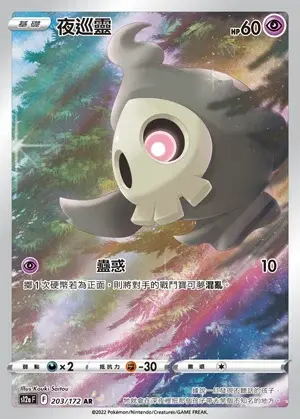 基礎 夜巡靈 HP60
蠱惑 10
擲1次硬幣若為正面,則將對手的戰鬥寶可夢混亂。
弱點 ×2 抵抗力 -30 撤退
Illus. Kouki Saitou
S12a F F 203/172 AR
©2022 Pokémon/Nintendo/Creatures/GAME FREAK.